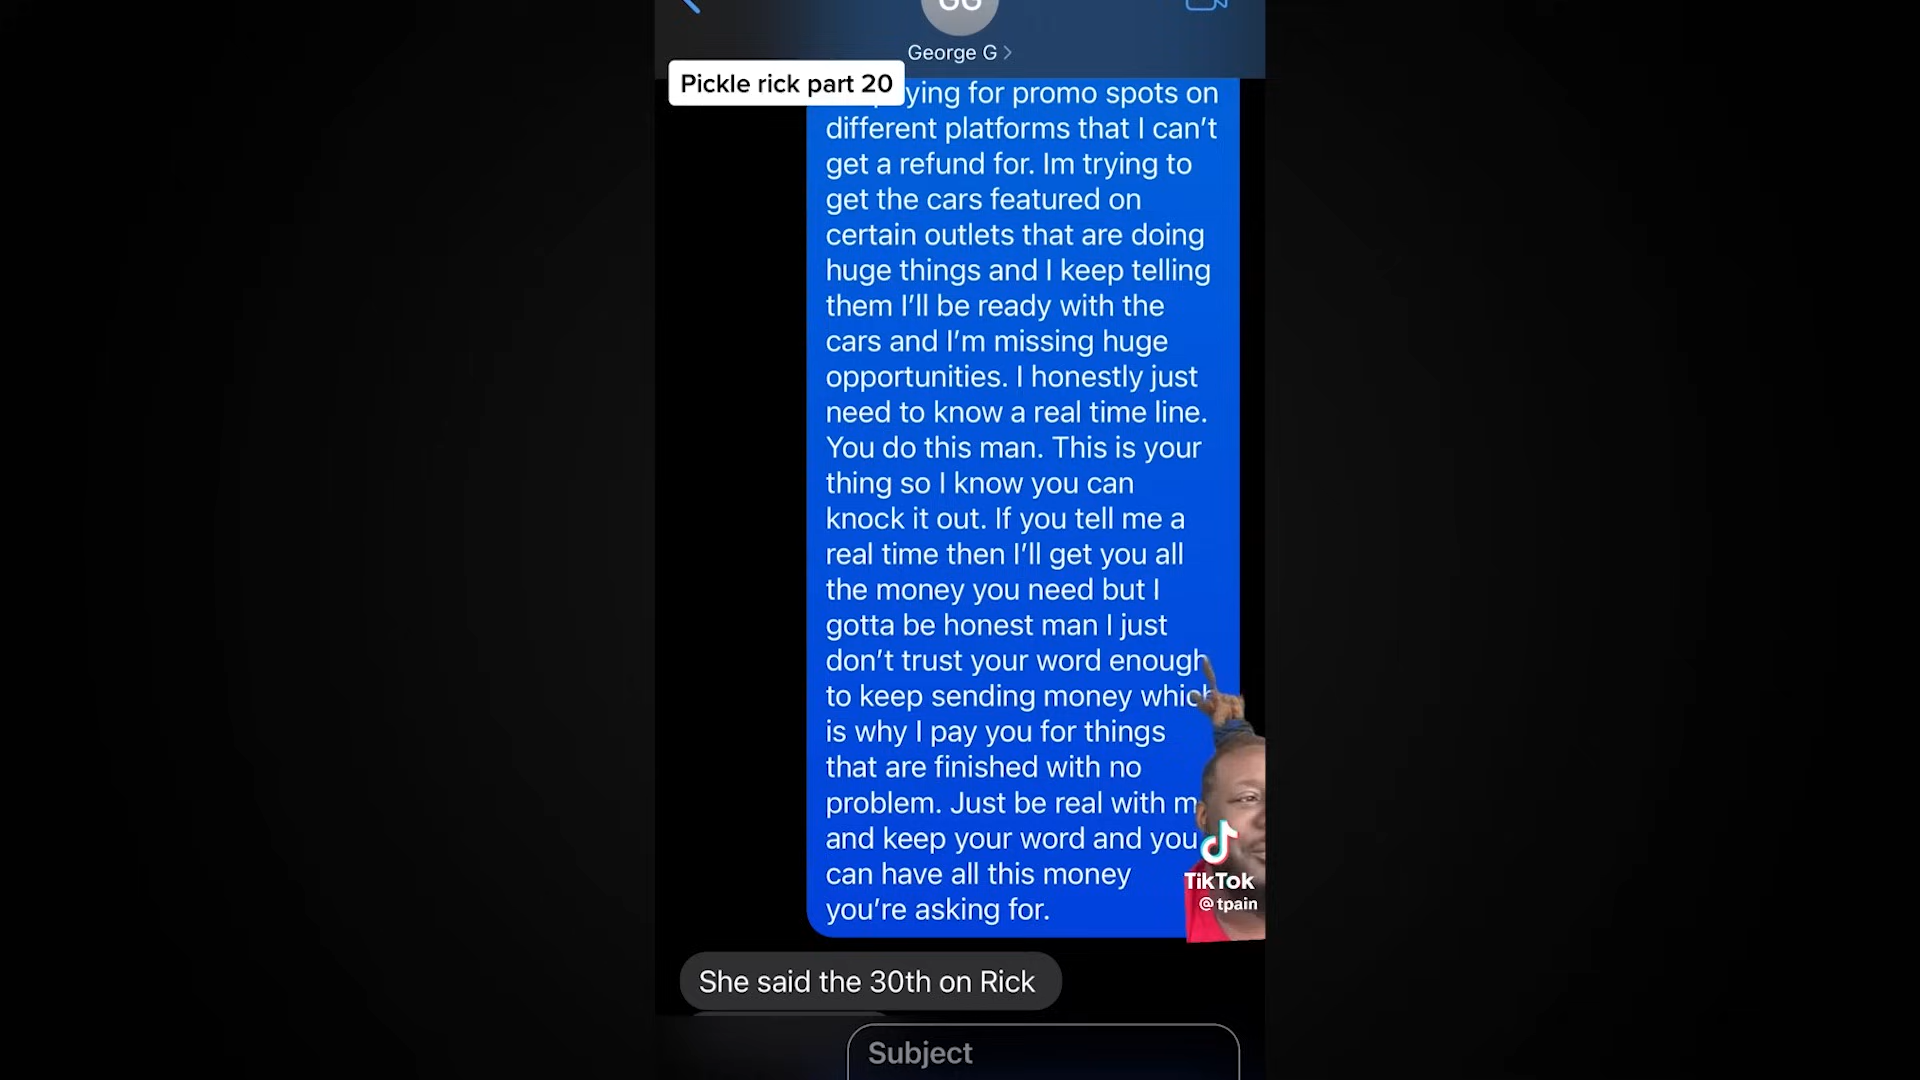 GG
George G >
Pickle rick part 20
ying for promo spots on
different platforms that I can’t
get a refund for. Im trying to
get the cars featured on
certain outlets that are doing
huge things and I keep telling
them I’ll be ready with the
cars and I’m missing huge
opportunities. I honestly just
need to know a real time line.
You do this man. This is your
thing so I know you can
knock it out. If you tell me a
real time then I’ll get you all
the money you need but I
gotta be honest man I just
don’t trust your word enough
to keep sending money which
is why I pay you for things
that are finished with no
problem. Just be real with m
and keep your word and you
can have all this money
you’re asking for.
TikTok
@tpain
She said the 30th on Rick
Subject